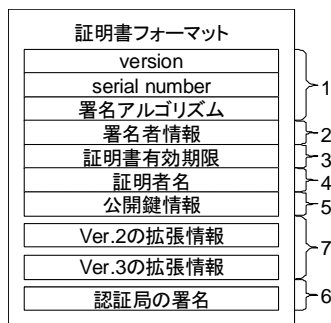 証明書フォーマット
version
serial number
署名アルゴリズム
1
署名者情報
2
証明書有効期限
3
証明者名
4
公開鍵情報
5
Ver.2の拡張情報
Ver.3の拡張情報
7
認証局の署名
6